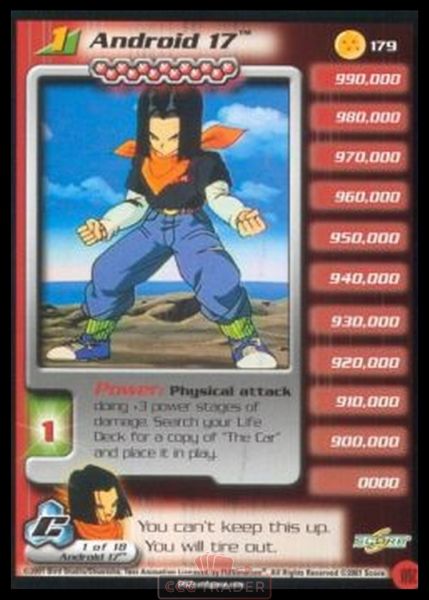 1 Android 17™ 179
990,000
980,000
970,000
960,000
950,000
940,000
930,000
920,000
910,000
900,000
0000
Power: Physical attack
doing +3 power stages of
damage. Search your Life
Deck for a copy of "The Car"
and place it in play.
1
You can't keep this up.
You will tire out.
1 of 18
Android 17™
SCORE
TRADER